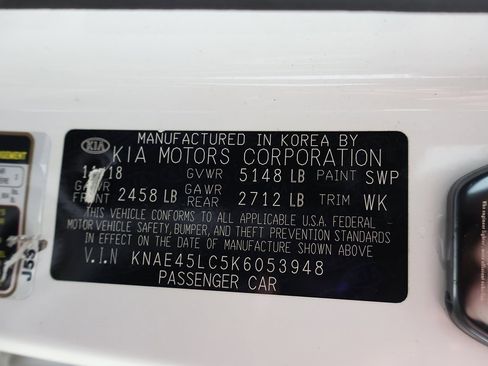 MANUFACTURED IN KOREA BY
KIA KIA MOTORS CORPORATION
11/18 GVWR 5148 LB PAINT SWP
GAWR FRONT 2458 LB GAWR REAR 2712 LB TRIM WK
THIS VEHICLE CONFORMS TO ALL APPLICABLE U.S.A. FEDERAL
MOTOR VEHICLE SAFETY, BUMPER, AND THEFT PREVENTION STANDARDS
IN EFFECT ON THE DATE OF MANUFACTURE SHOWN ABOVE
V.I.N KNAE45LC5K6053948
PASSENGER CAR
J5S